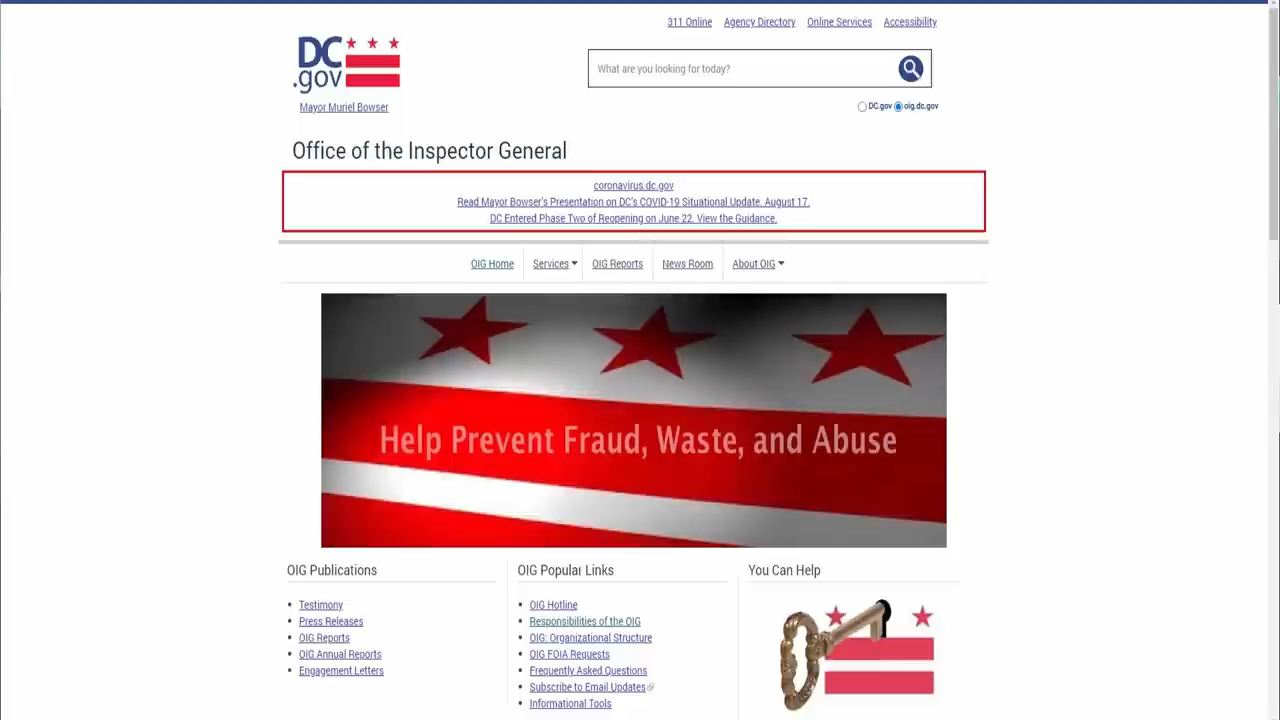 311 Online Agency Directory Online Services Accessibility
DC
.gov
What are you looking for today?
Mayor Muriel Bowser
DC.gov oig.dc.gov
Office of the Inspector General
coronavirus.dc.gov
Read Mayor Bowser's Presentation on DC's COVID-19 Situational Update, August 17.
DC Entered Phase Two of Reopening on June 22. View the Guidance.
OIG Home Services OIG Reports News Room About OIG
Help Prevent Fraud, Waste, and Abuse
OIG Publications
Testimony
Press Releases
OIG Reports
OIG Annual Reports
Engagement Letters
OIG Popular Links
OIG Hotline
Responsibilities of the OIG
OIG: Organizational Structure
OIG FOIA Requests
Frequently Asked Questions
Subscribe to Email Updates
Informational Tools
You Can Help